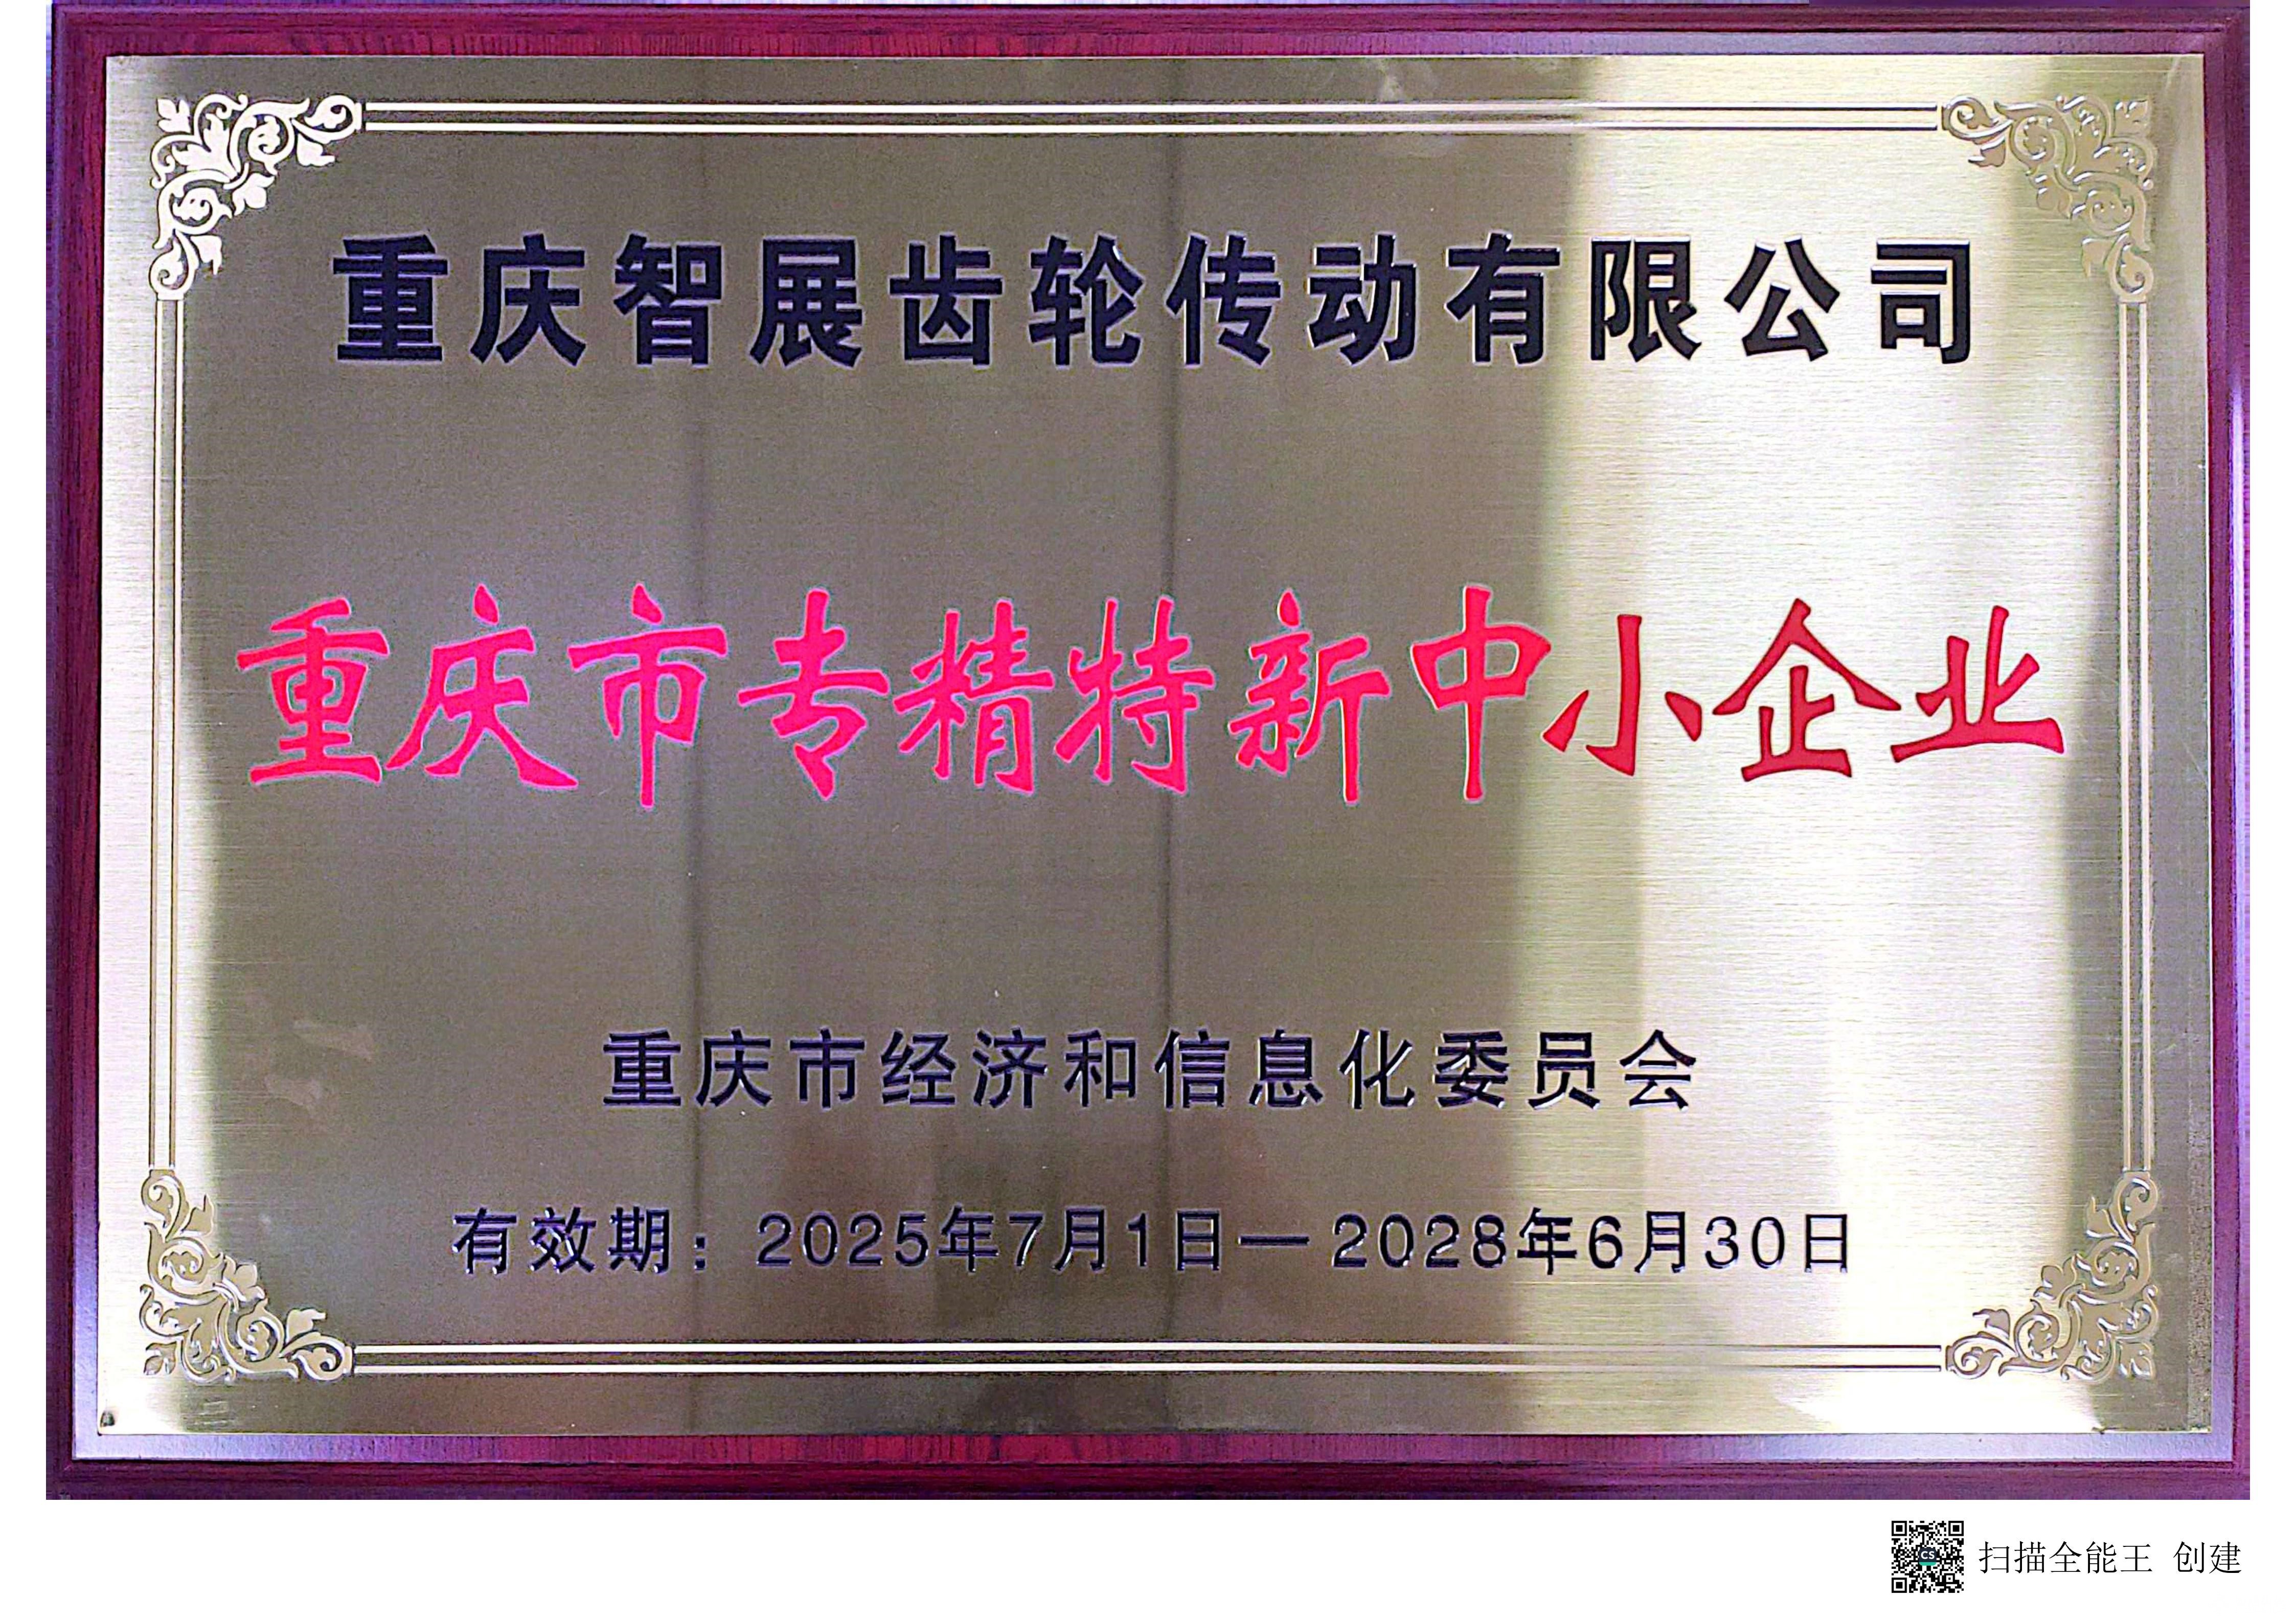 重庆智展齿轮传动有限公司
重庆市专精特新中小企业
重庆市经济和信息化委员会
有效期：2025年7月1日—2028年6月30日
CS
扫描全能王 创建